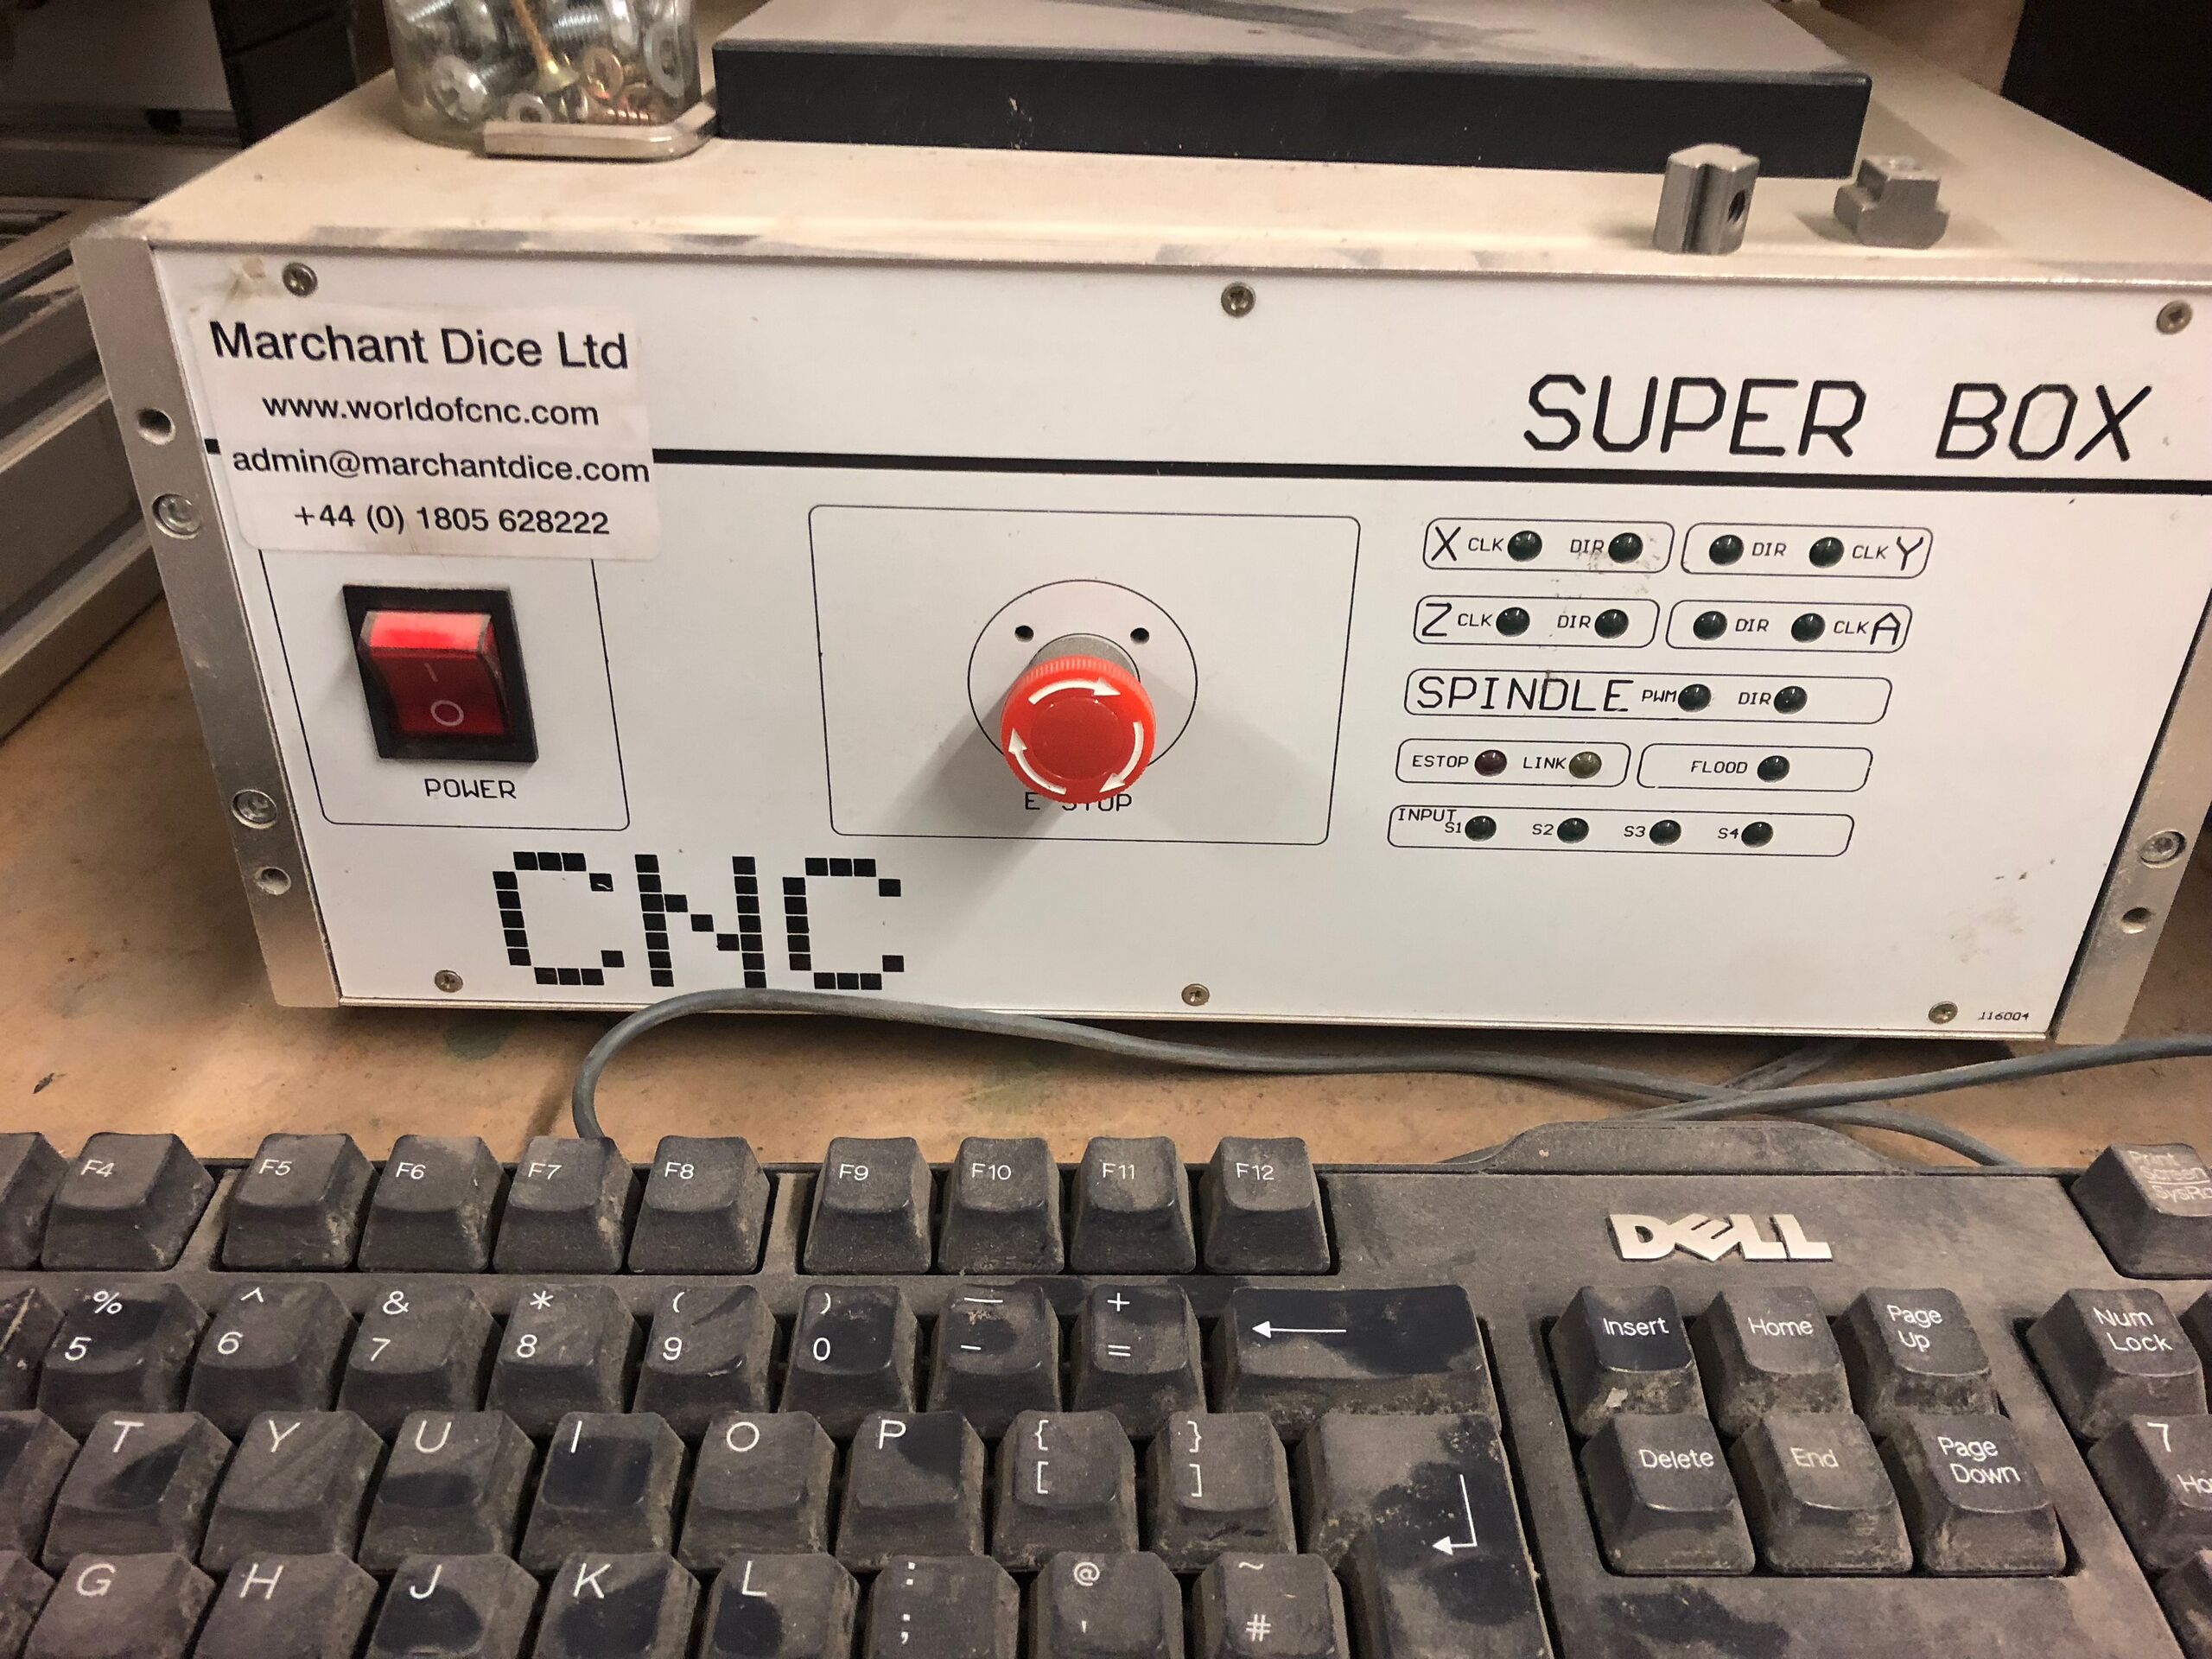 Marchant Dice Ltd
www.worldofcnc.com
admin@marchantdice.com
+44 (0) 1805 628222
SUPER BOX
I
O
POWER
E STOP
X CLK DIR
DIR CLK Y
Z CLK DIR
DIR CLK A
SPINDLE PWM DIR
ESTOP LINK
FLOOD
INPUT
S1 S2 S3 S4
CNC
116004
F4 F5 F6 F7 F8 F9 F10 F11 F12
Print
Screen
DELL
% ^ & * ( ) — +
5 6 7 8 9 0 - =
Insert Home Page Up
Num Lock
T Y U I O P { }
[ ]
Delete End Page Down
7
G H J K L : @ ~
; ' #